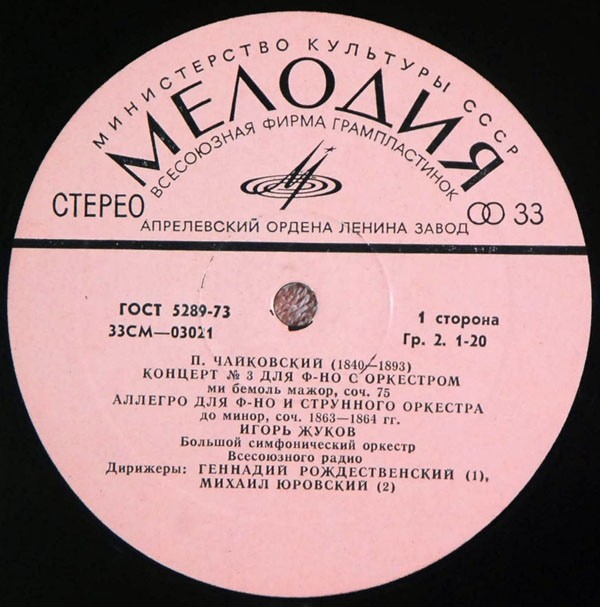 МИНИСТЕРСТВО КУЛЬТУРЫ СССР
МЕЛОДИЯ
ВСЕСОЮЗНАЯ ФИРМА ГРАМПЛАСТИНОК
СТЕРЕО
33
АПРЕЛЕВСКИЙ ОРДЕНА ЛЕНИНА ЗАВОД
ГОСТ 5289-73
1 сторона
33СМ—03021
Гр. 2. 1-20
П. ЧАЙКОВСКИЙ (1840—1893)
КОНЦЕРТ № 3 ДЛЯ Ф-НО С ОРКЕСТРОМ
ми бемоль мажор, соч. 75
АЛЛЕГРО ДЛЯ Ф-НО И СТРУННОГО ОРКЕСТРА
до минор, соч. 1863—1864 гг.
ИГОРЬ ЖУКОВ
Большой симфонический оркестр
Всесоюзного радио
Дирижеры: ГЕННАДИЙ РОЖДЕСТВЕНСКИЙ (1),
МИХАИЛ ЮРОВСКИЙ (2)